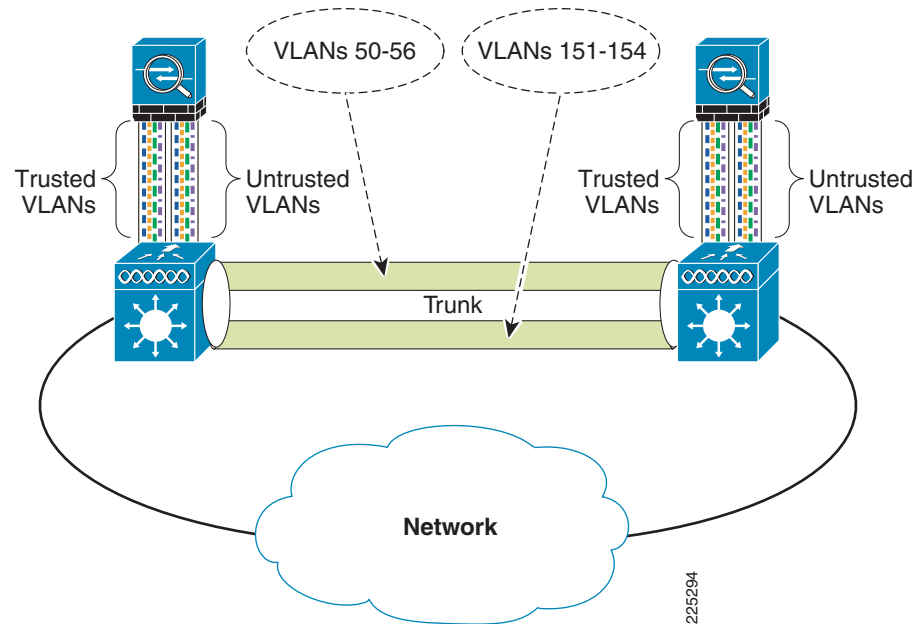 VLANs 50-56
VLANs 151-154
Trusted
VLANs
Untrusted
VLANs
Trusted
VLANs
Untrusted
VLANs
Trunk
Network
225294